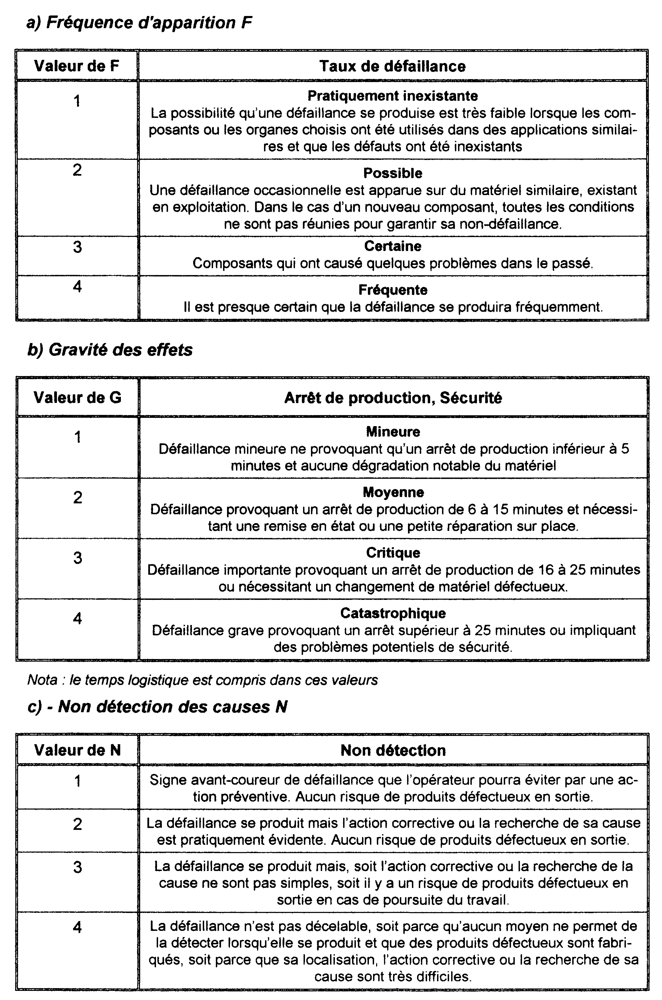 a) Fréquence d'apparition F
Valeur de F
Taux de défaillance
1
Pratiquement inexistante
La possibilité qu'une défaillance se produise est très faible lorsque les com-
posants ou les organes choisis ont été utilisés dans des applications similai-
res et que les défauts ont été inexistants
2
Possible
Une défaillance occasionnelle est apparue sur du matériel similaire, existant
en exploitation. Dans le cas d'un nouveau composant, toutes les conditions
ne sont pas réunies pour garantir sa non-défaillance.
3
Certaine
Composants qui ont causé quelques problèmes dans le passé.
4
Fréquente
Il est presque certain que la défaillance se produira fréquemment.
b) Gravité des effets
Valeur de G
Arrêt de production, Sécurité
1
Mineure
Défaillance mineure ne provoquant qu'un arrêt de production inférieur à 5
minutes et aucune dégradation notable du matériel
2
Moyenne
Défaillance provoquant un arrêt de production de 6 à 15 minutes et nécessi-
tant une remise en état ou une petite réparation sur place.
3
Critique
Défaillance importante provoquant un arrêt de production de 16 à 25 minutes
ou nécessitant un changement de matériel défectueux.
4
Catastrophique
Défaillance grave provoquant un arrêt supérieur à 25 minutes ou impliquant
des problèmes potentiels de sécurité.
Nota : le temps logistique est compris dans ces valeurs
c) - Non détection des causes N
Valeur de N
Non détection
1
Signe avant-coureur de défaillance que l'opérateur pourra éviter par une ac-
tion préventive. Aucun risque de produits défectueux en sortie.
2
La défaillance se produit mais l'action corrective ou la recherche de sa cause
est pratiquement évidente. Aucun risque de produits défectueux en sortie.
3
La défaillance se produit mais, soit l'action corrective ou la recherche de la
cause ne sont pas simples, soit il y a un risque de produits défectueux en
sortie en cas de poursuite du travail.
4
La défaillance n'est pas décelable, soit parce qu'aucun moyen ne permet de
la détecter lorsqu'elle se produit et que des produits défectueux sont fabri-
qués, soit parce que sa localisation, l'action corrective ou la recherche de sa
cause sont très difficiles.